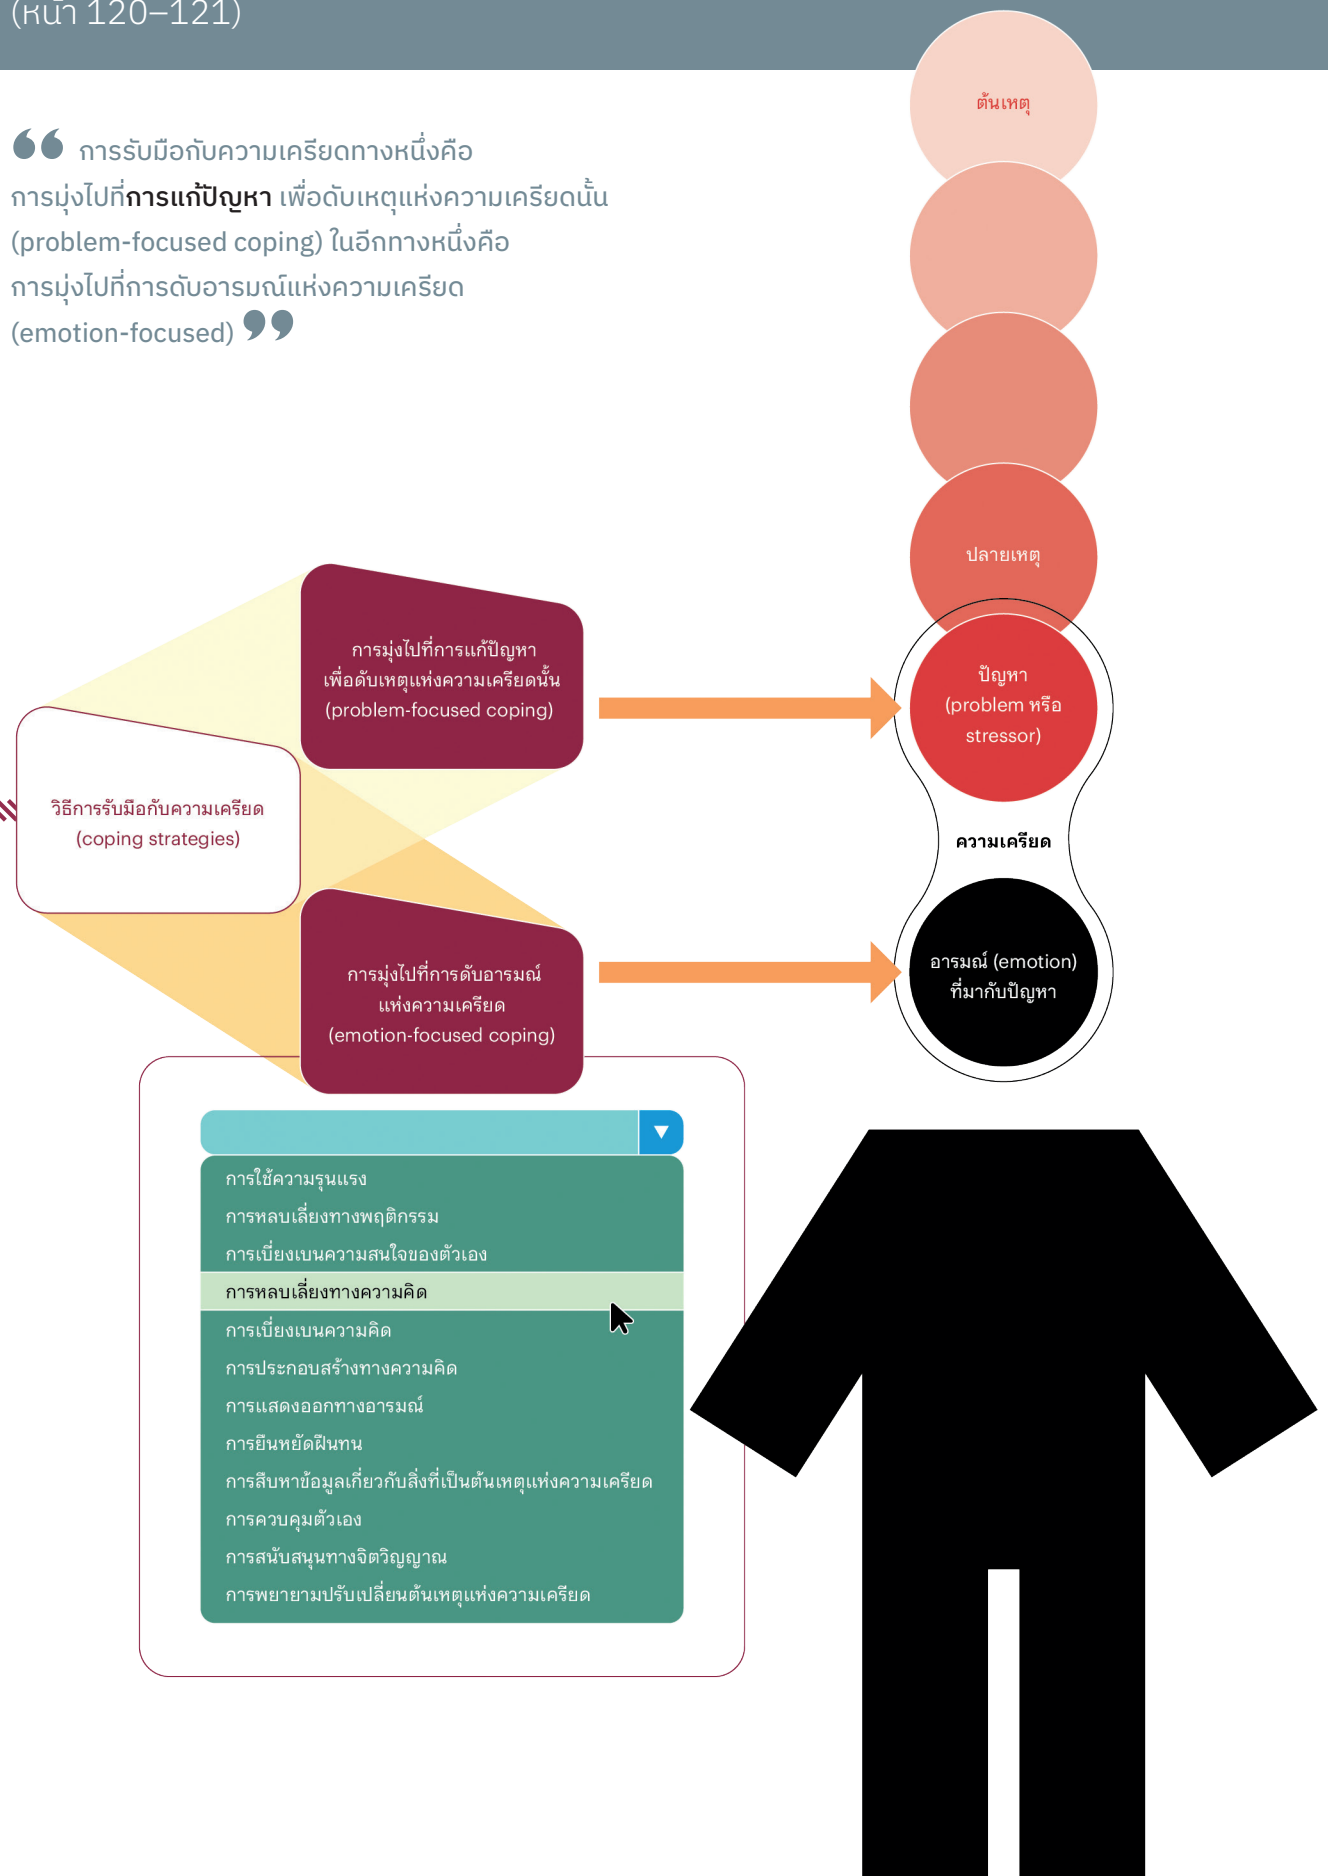 (หน้า 120–121)
“ การรับมือกับความเครียดทางหนึ่งคือ
การมุ่งไปที่การแก้ปัญหา เพื่อดับเหตุแห่งความเครียดนั้น
(problem-focused coping) ในอีกทางหนึ่งคือ
การมุ่งไปที่การดับอารมณ์แห่งความเครียด
(emotion-focused) ”
ต้นเหตุ
ปลายเหตุ
การมุ่งไปที่การแก้ปัญหา
เพื่อดับเหตุแห่งความเครียดนั้น
(problem-focused coping)
ปัญหา
(problem หรือ
stressor)
วิธีการรับมือกับความเครียด
(coping strategies)
ความเครียด
การมุ่งไปที่การดับอารมณ์
แห่งความเครียด
(emotion-focused coping)
อารมณ์ (emotion)
ที่มากับปัญหา
การใช้ความรุนแรง
การหลบเลี่ยงทางพฤติกรรม
การเบี่ยงเบนความสนใจของตัวเอง
การหลบเลี่ยงทางความคิด
การเบี่ยงเบนความคิด
การประกอบสร้างทางความคิด
การแสดงออกทางอารมณ์
การยืนหยัดฝืนทน
การสืบหาข้อมูลเกี่ยวกับสิ่งที่เป็นต้นเหตุแห่งความเครียด
การควบคุมตัวเอง
การสนับสนุนทางจิตวิญญาณ
การพยายามปรับเปลี่ยนต้นเหตุแห่งความเครียด